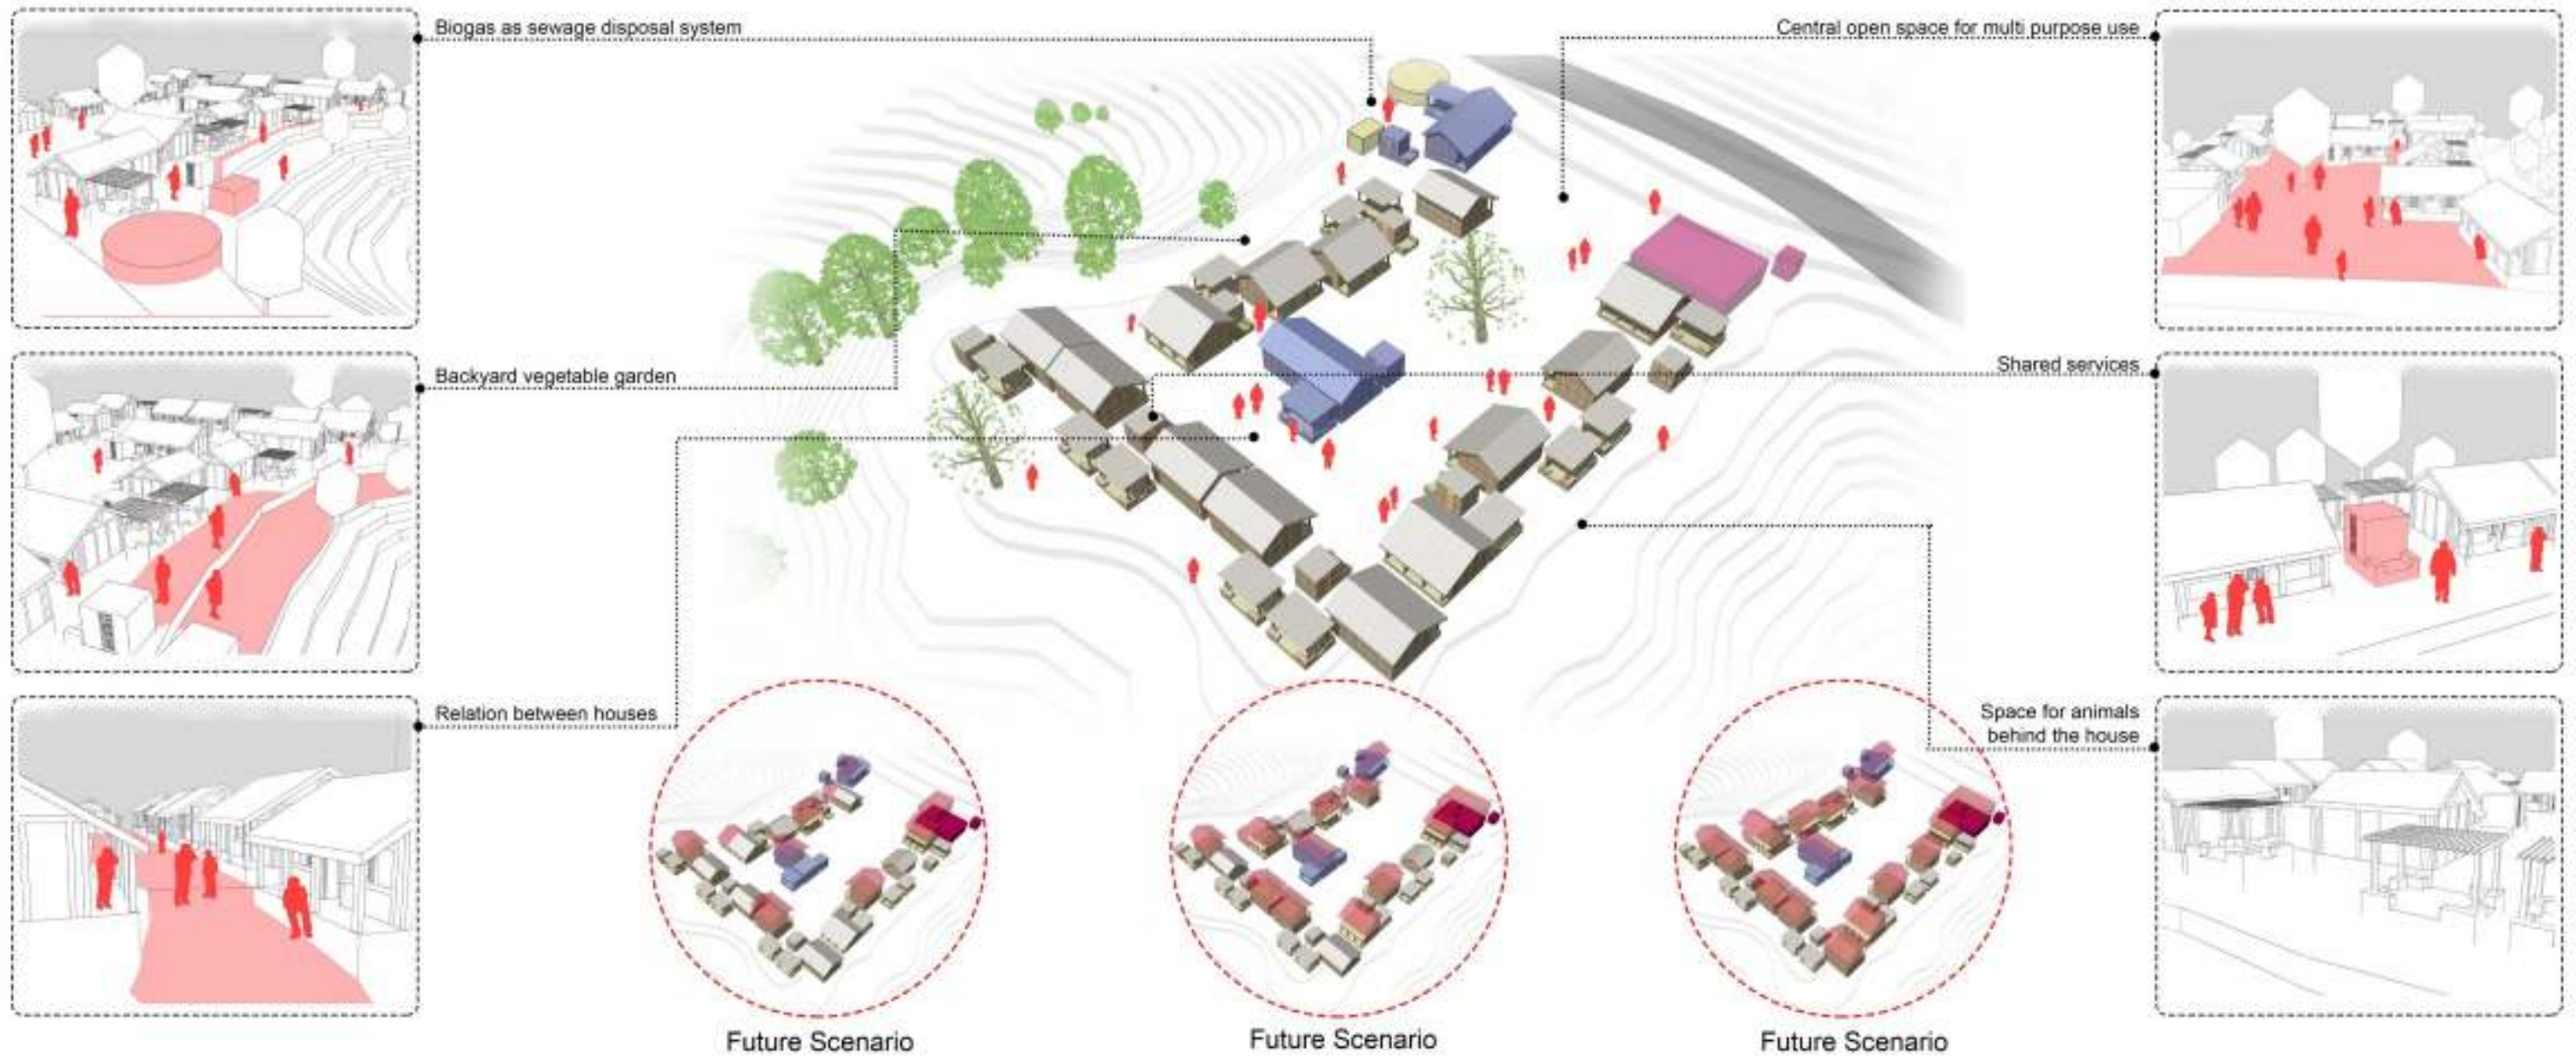 Biogas as sewage disposal system
Central open space for multi purpose use
Backyard vegetable garden
Shared services
Relation between houses
Space for animals
behind the house
Future Scenario
Future Scenario
Future Scenario